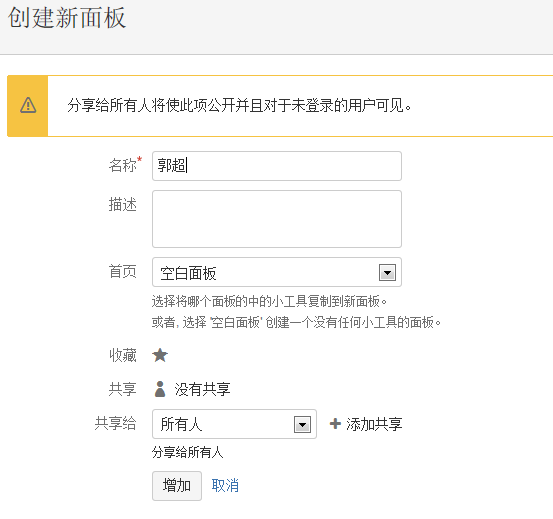 创建新面板
分享给所有人将使此项公开并且对于未登录的用户可见。
名称*
郭超
描述
首页
空白面板
选择将哪个面板的中的小工具复制到新面板。
或者, 选择 '空白面板' 创建一个没有任何小工具的面板。
收藏
共享 没有共享
共享给 所有人 添加共享
分享给所有人
增加 取消